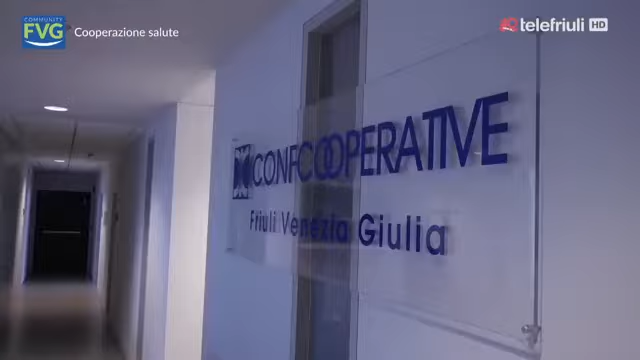 COMMUNITY
FVG
Cooperazione salute
telefriuli HD
CONFCOOPERATIVE
Friuli Venezia Giulia